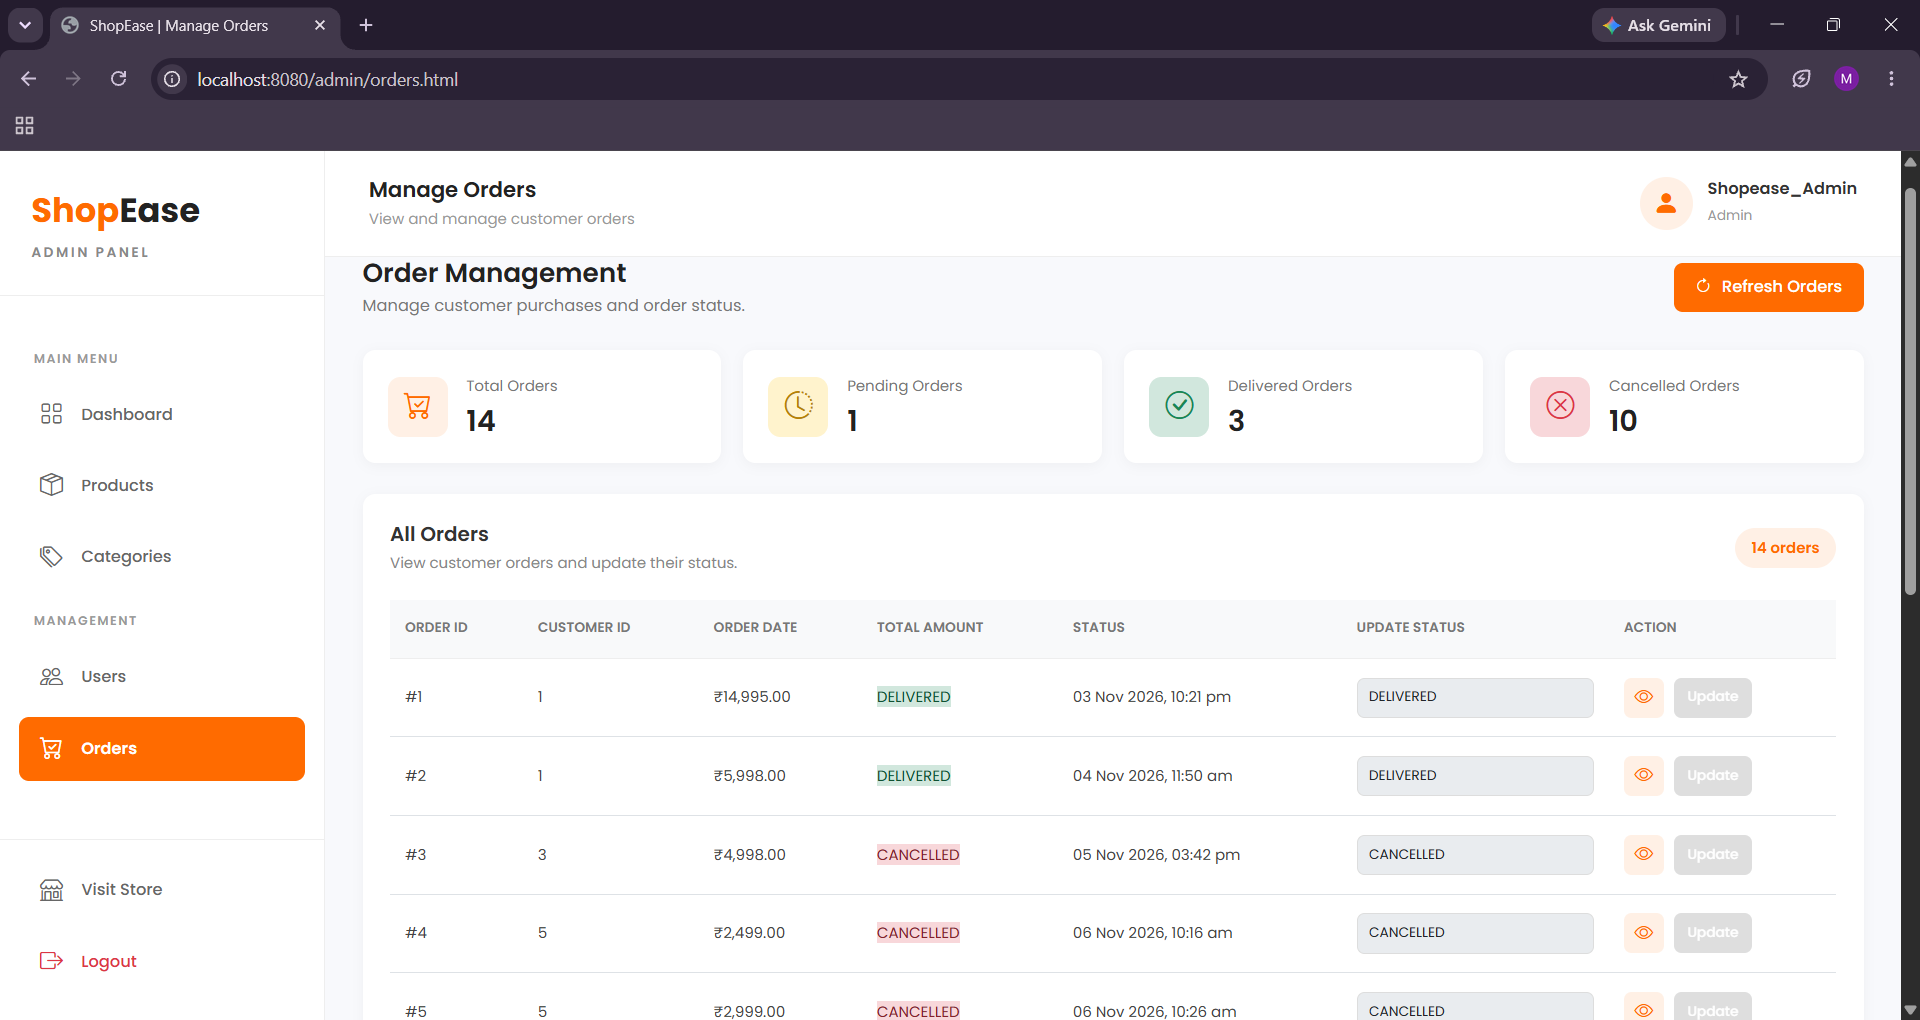 ShopEase | Manage Orders
Ask Gemini
localhost:8080/admin/orders.html
M
ShopEase
ADMIN PANEL
MAIN MENU
Dashboard
Products
Categories
MANAGEMENT
Users
Orders
Visit Store
Logout
Manage Orders
View and manage customer orders
Shopease_Admin
Admin
Order Management
Manage customer purchases and order status.
Refresh Orders
Total Orders
14
Pending Orders
1
Delivered Orders
3
Cancelled Orders
10
All Orders
View customer orders and update their status.
14 orders
ORDER ID CUSTOMER ID ORDER DATE TOTAL AMOUNT STATUS UPDATE STATUS ACTION
#1 1 ₹14,995.00 DELIVERED 03 Nov 2026, 10:21 pm DELIVERED Update
#2 1 ₹5,998.00 DELIVERED 04 Nov 2026, 11:50 am DELIVERED Update
#3 3 ₹4,998.00 CANCELLED 05 Nov 2026, 03:42 pm CANCELLED Update
#4 5 ₹2,499.00 CANCELLED 06 Nov 2026, 10:16 am CANCELLED Update
#5 5 ₹2,999.00 CANCELLED 06 Nov 2026, 10:26 am CANCELLED Update